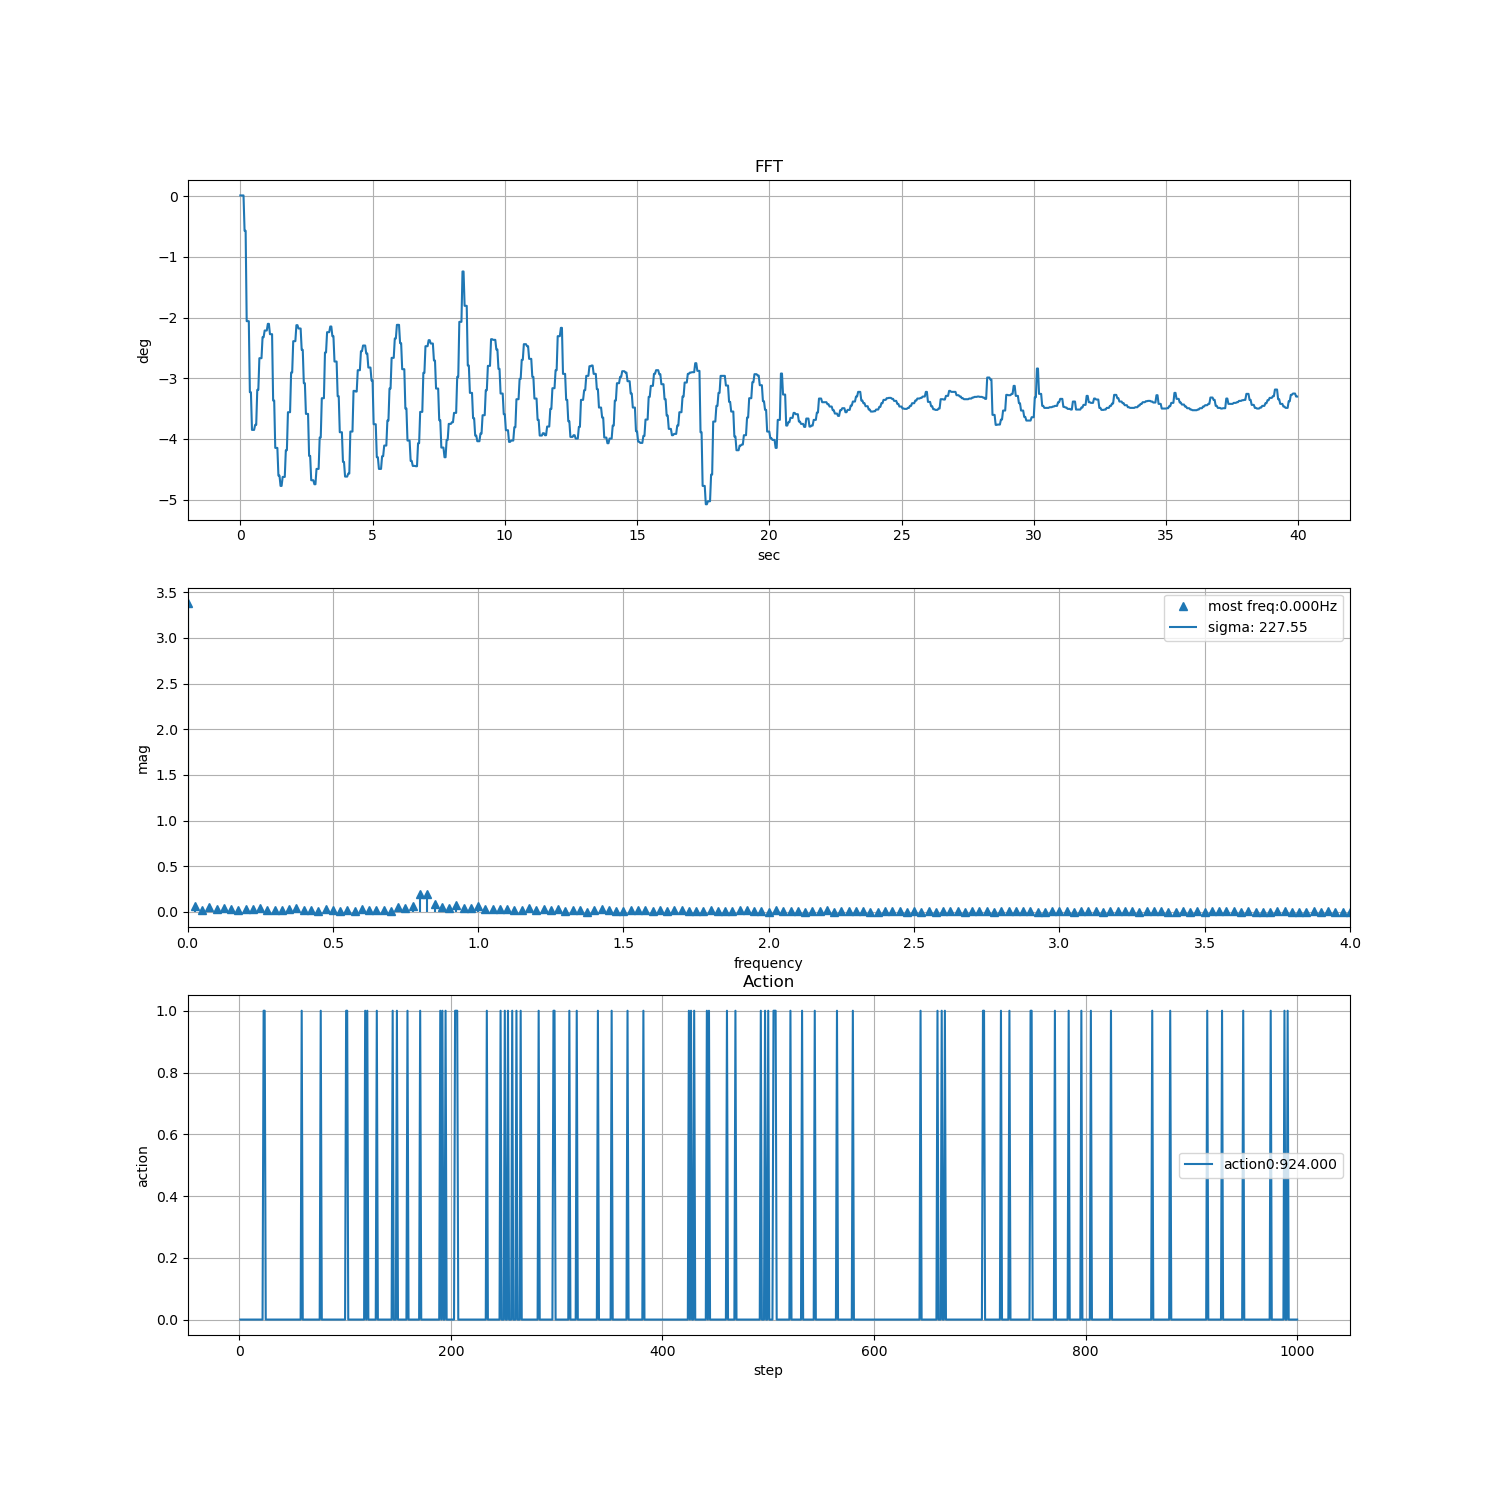 FFT
0
−1
−2
−3
−4
−5
deg
0 5 10 15 20 25 30 35 40
sec
3.5
3.0
2.5
2.0
1.5
1.0
0.5
0.0
mag
most freq:0.000Hz
sigma: 227.55
0.0 0.5 1.0 1.5 2.0 2.5 3.0 3.5 4.0
frequency
Action
1.0
0.8
0.6
0.4
0.2
0.0
action
action0:924.000
0 200 400 600 800 1000
step